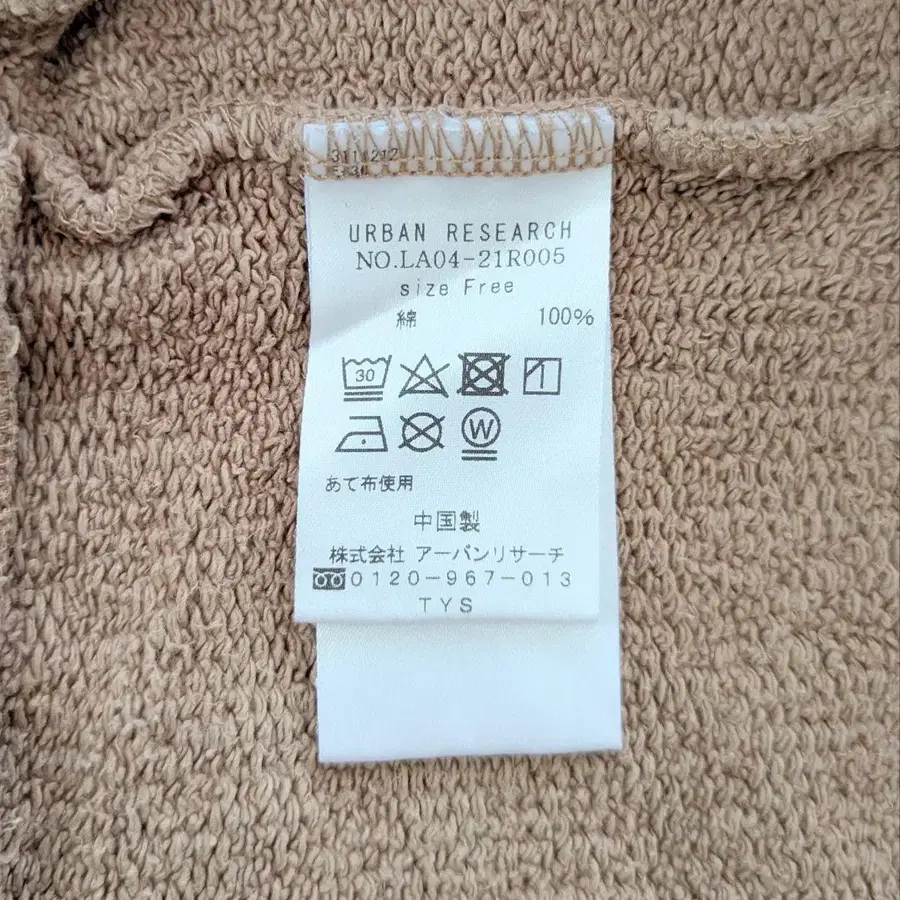 3111212
URBAN RESEARCH
NO.LA04-21R005
size Free
綿 100%
30
W
あて布使用
中国製
株式会社 アーバンリサーチ
0120-967-013
TYS